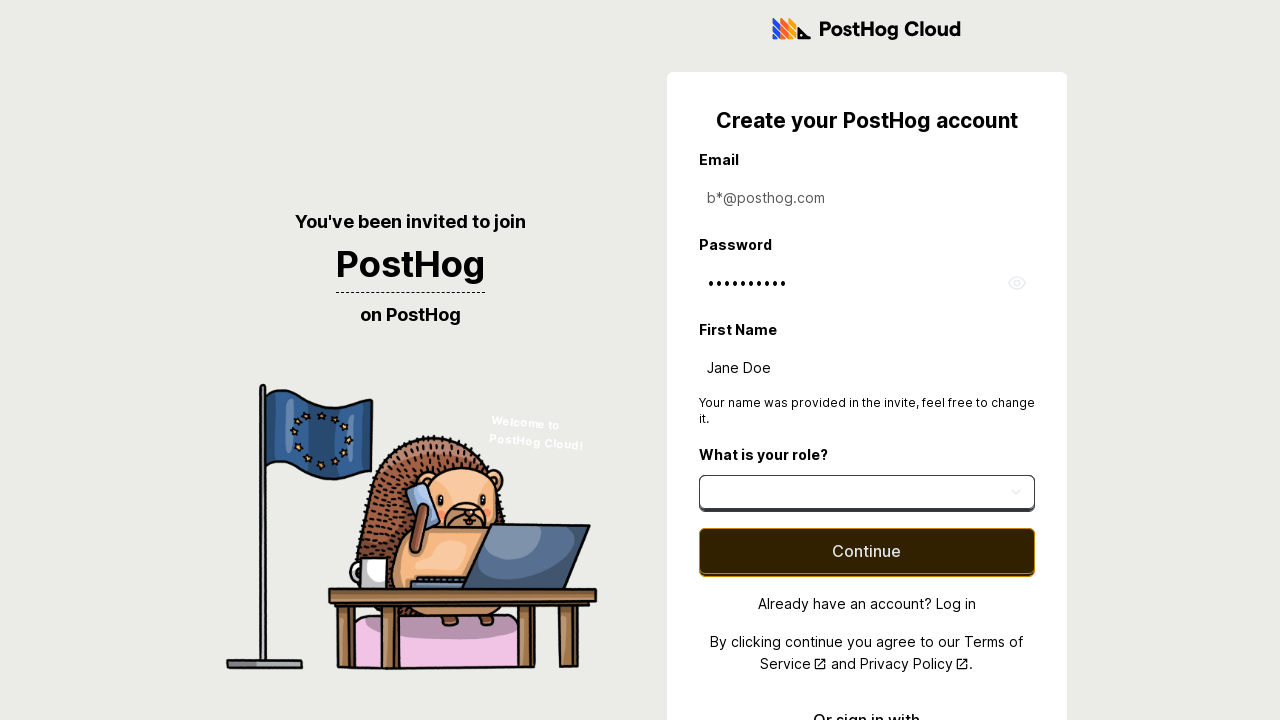 PostHog Cloud
You've been invited to join
PostHog
on PostHog
Welcome to
PostHog Cloud!
Create your PostHog account
Email
b*@posthog.com
Password
••••••••••
First Name
Jane Doe
Your name was provided in the invite, feel free to change
it.
What is your role?
Continue
Already have an account? Log in
By clicking continue you agree to our Terms of
Service and Privacy Policy.
Or sign in with